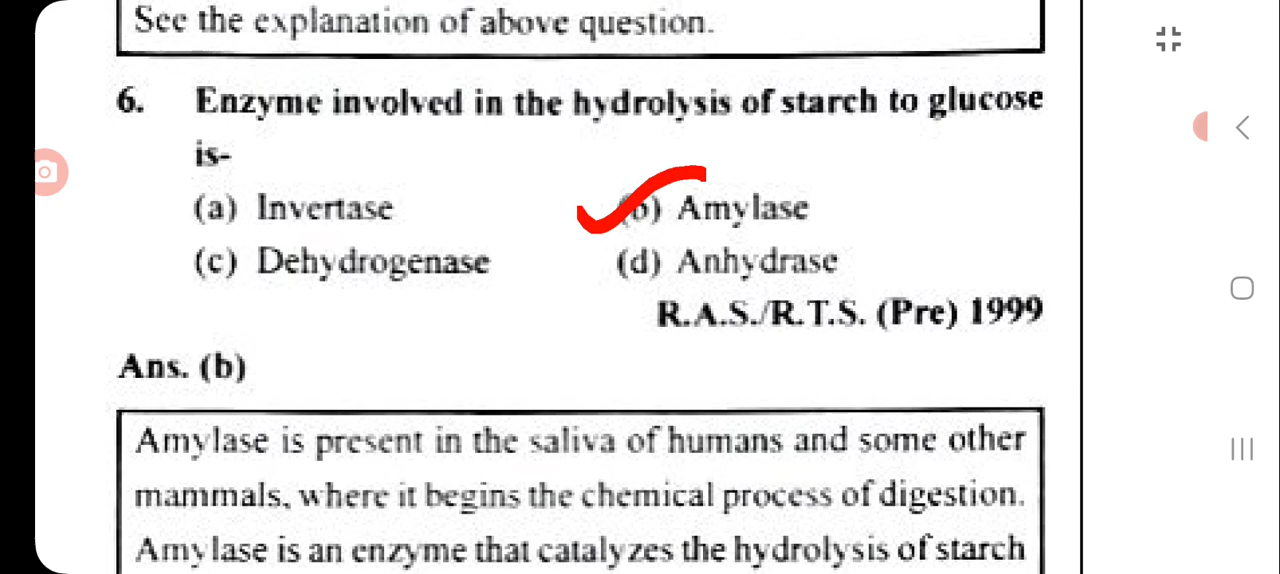 See the explanation of above question.
6. Enzyme involved in the hydrolysis of starch to glucose
is-
(a) Invertase (b) Amylase
(c) Dehydrogenase (d) Anhydrase
R.A.S./R.T.S. (Pre) 1999
Ans. (b)
Amylase is present in the saliva of humans and some other
mammals, where it begins the chemical process of digestion.
Amylase is an enzyme that catalyzes the hydrolysis of starch